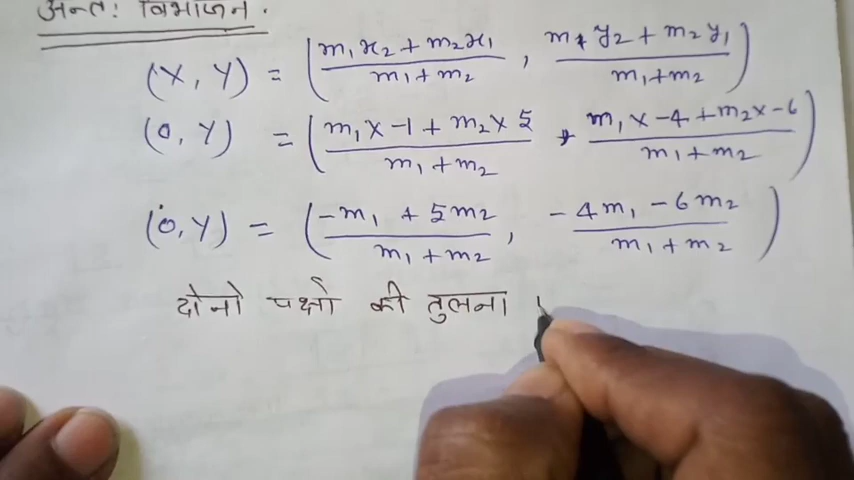 अन्तः विभाजन.
(X, Y) = ( m₁x₂ + m₂x₁ / m₁+m₂ , m₁y₂ + m₂y₁ / m₁+m₂ )
(0, Y) = ( m₁x-1 + m₂x5 / m₁+m₂ , m₁x-4 + m₂x-6 / m₁+m₂ )
(0, Y) = ( -m₁ + 5m₂ / m₁+m₂ , -4m₁ - 6m₂ / m₁+m₂ )
दोनो पक्षो की तुलना